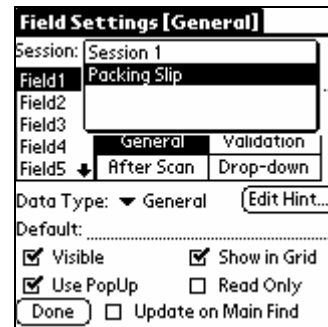 Field Settings [General]
Session: Session 1
Packing Slip
Field1
Field2
Field3
Field4 General Validation
Field5 After Scan Drop-down
Data Type: General Edit Hint...
Default:
Visible Show in Grid
Use PopUp Read Only
Done Update on Main Find